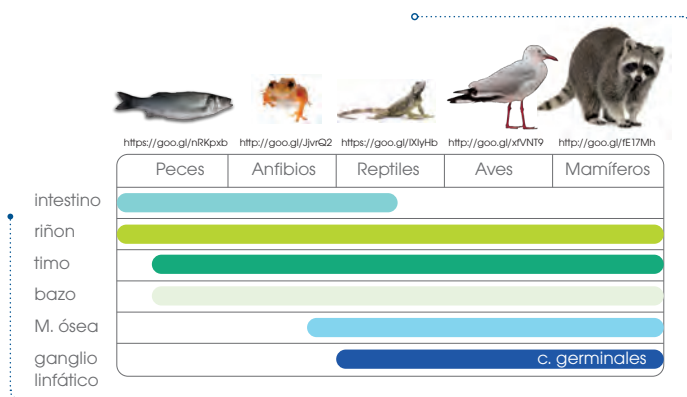 https://goo.gl/nRKpxb http://goo.gl/JjvrQ2 https://goo.gl/IXlyHb http://goo.gl/xfVNT9 http://goo.gl/fE17Mh
Peces Anfibios Reptiles Aves Mamíferos
intestino
riñon
timo
bazo
M. ósea
ganglio
linfático
c. germinales